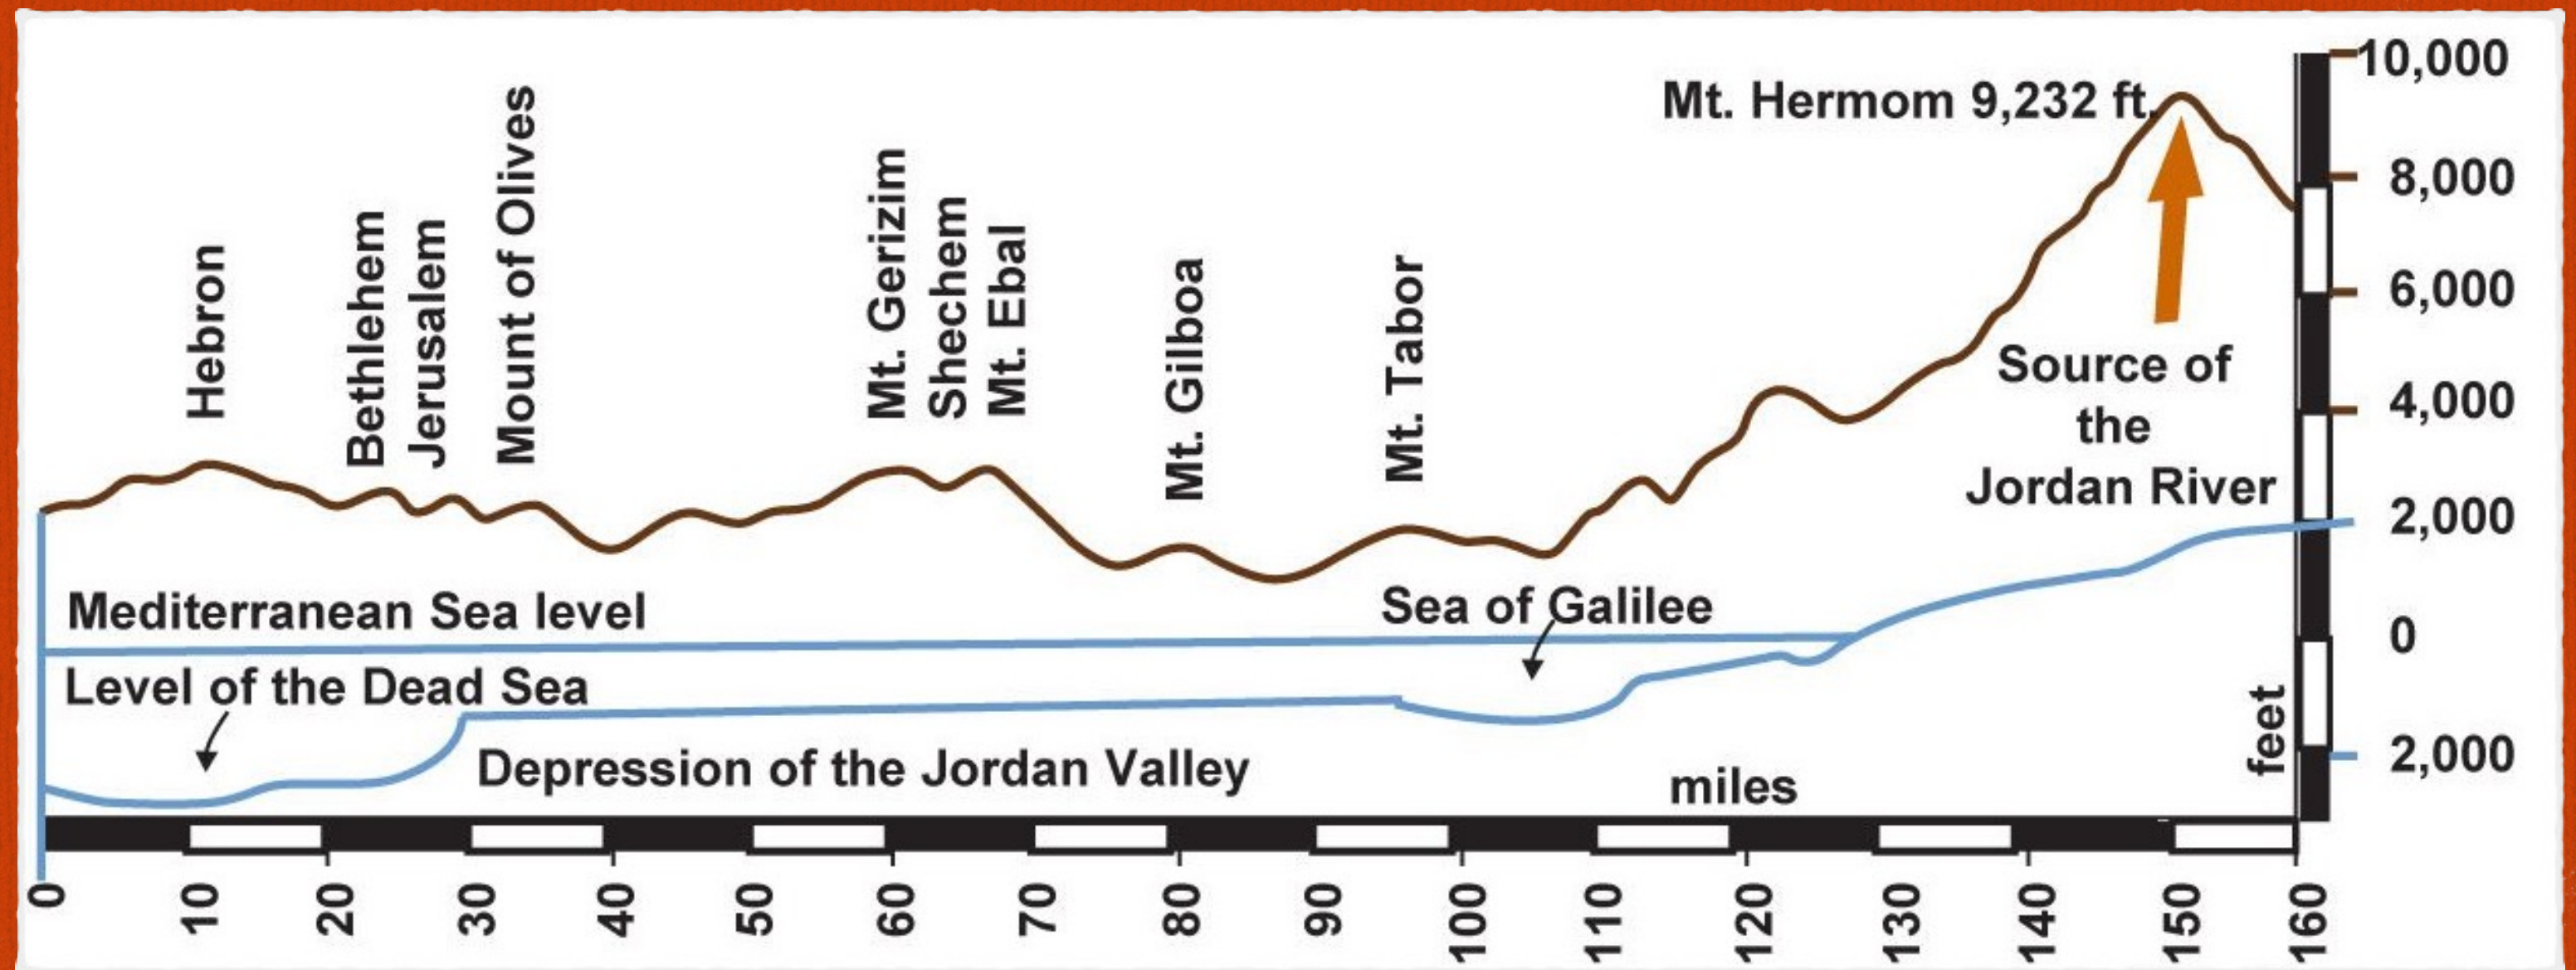 Hebron
Bethlehem
Jerusalem
Mount of Olives
Mt. Gerizim
Shechem
Mt. Ebal
Mt. Gilboa
Mt. Tabor
Mt. Hermom 9,232 ft.
Source of
the
Jordan River
Mediterranean Sea level
Sea of Galilee
Level of the Dead Sea
Depression of the Jordan Valley
miles
feet
10,000
8,000
6,000
4,000
2,000
0
2,000
0
10
20
30
40
50
60
70
80
90
100
110
120
130
140
150
160